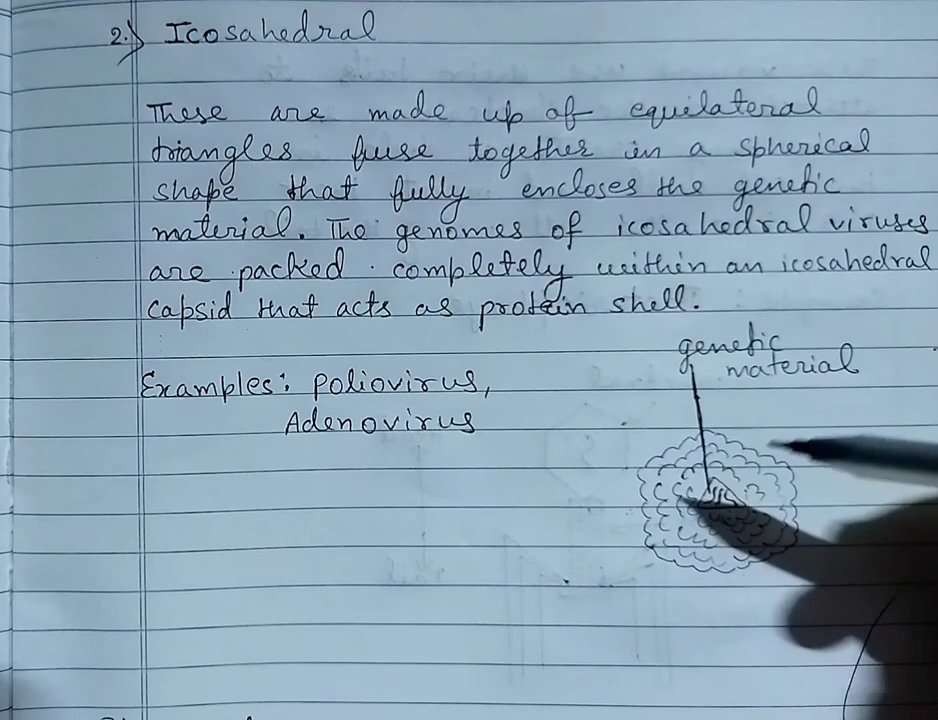 2.) Icosahedral
These are made up of equilateral
triangles fuse together in a spherical
shape that fully encloses the genetic
material. The genomes of icosahedral viruses
are packed completely within an icosahedral
capsid that acts as protein shell.
genetic
material
Examples: Poliovirus,
Adenovirus